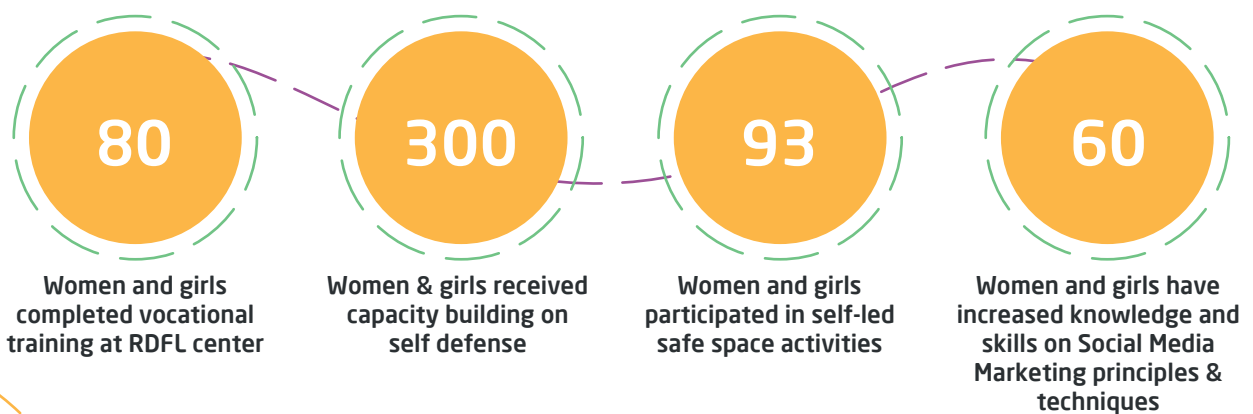 80
Women and girls
completed vocational
training at RDFL center
300
Women & girls received
capacity building on
self defense
93
Women and girls
participated in self-led
safe space activities
60
Women and girls have
increased knowledge and
skills on Social Media
Marketing principles &
techniques